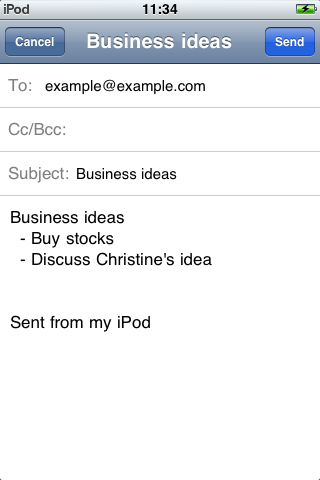 iPod 11:34
Cancel Business ideas Send
To: example@example.com
Cc/Bcc:
Subject: Business ideas
Business ideas
- Buy stocks
- Discuss Christine's idea
Sent from my iPod